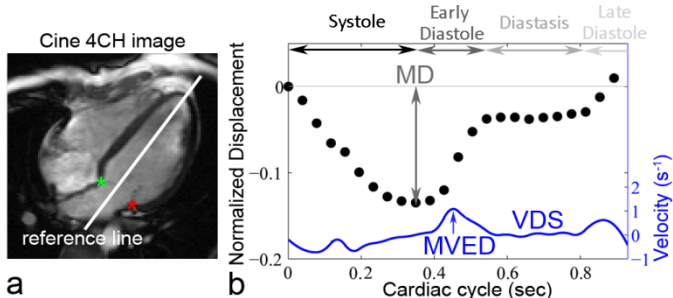 Cine 4CH image
reference line
a
Systole
Early
Diastole
Diastasis
Late
Diastole
MD
Normalized Displacement
0
−0.1
−0.2
VDS
MVED
2
1
0
-1
Velocity (s⁻¹)
0
0.2
0.4
0.6
0.8
Cardiac cycle (sec)
b